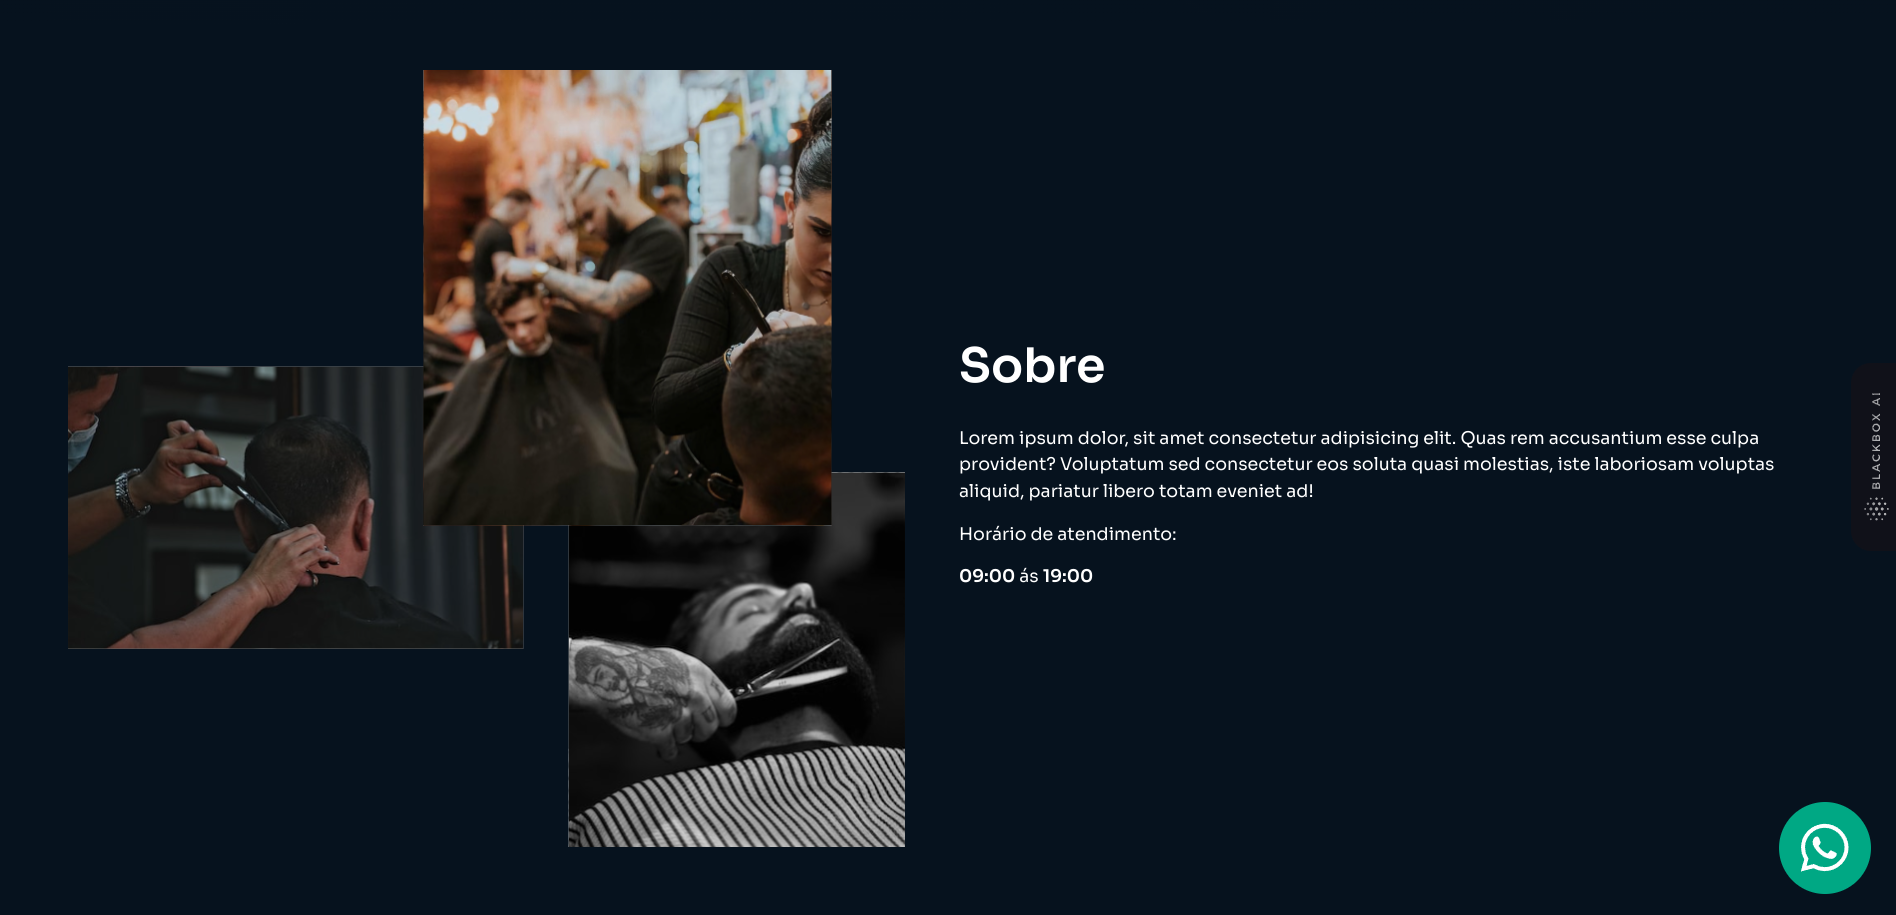 Sobre
Lorem ipsum dolor, sit amet consectetur adipisicing elit. Quas rem accusantium esse culpa
provident? Voluptatum sed consectetur eos soluta quasi molestias, iste laboriosam voluptas
aliquid, pariatur libero totam eveniet ad!
Horário de atendimento:
09:00 ás 19:00
BLACKBOX AI